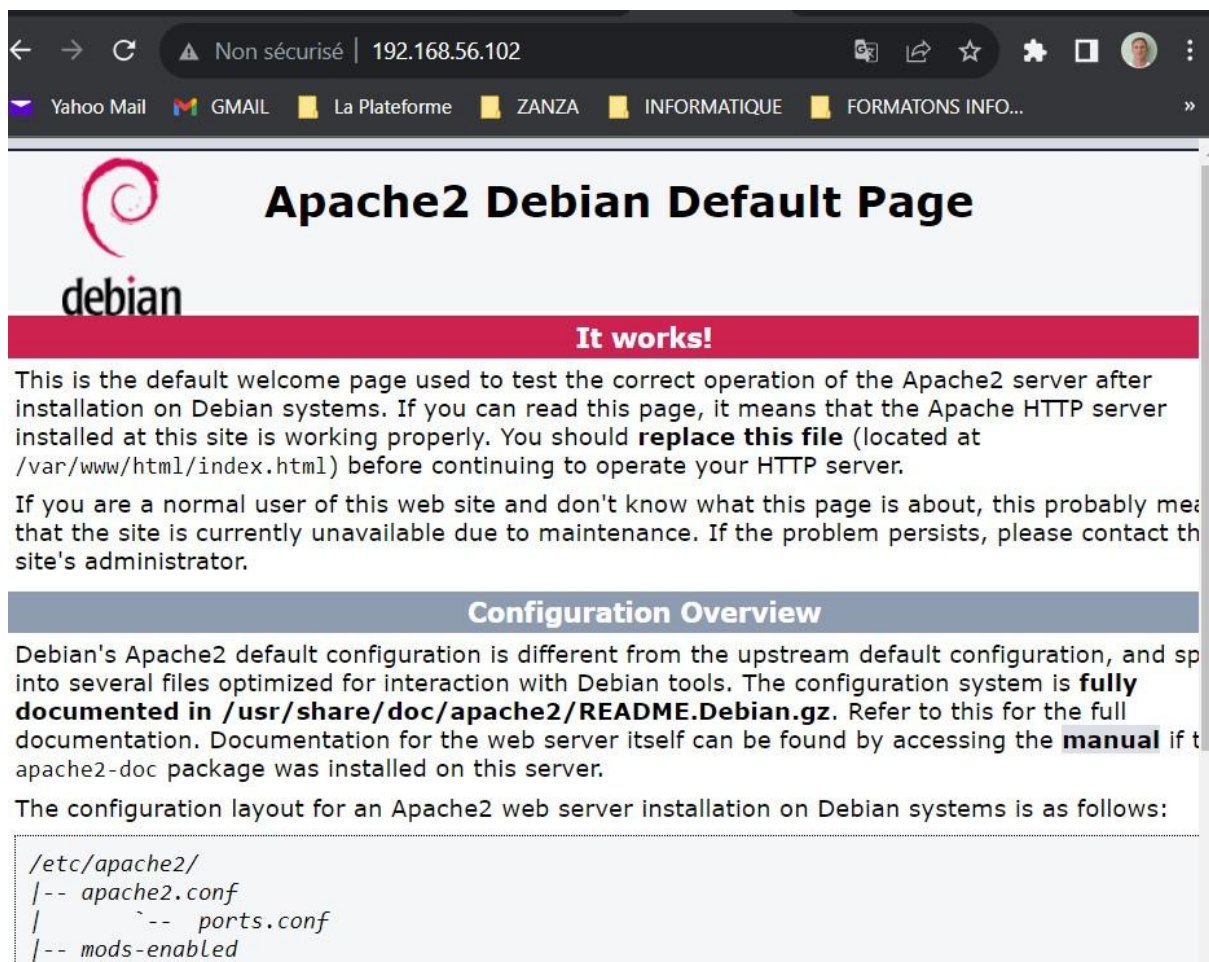 Non sécurisé | 192.168.56.102
Yahoo Mail GMAIL La Plateforme ZANZA INFORMATIQUE FORMATONS INFO... »
debian
Apache2 Debian Default Page
It works!
This is the default welcome page used to test the correct operation of the Apache2 server after
installation on Debian systems. If you can read this page, it means that the Apache HTTP server
installed at this site is working properly. You should replace this file (located at
/var/www/html/index.html) before continuing to operate your HTTP server.
If you are a normal user of this web site and don't know what this page is about, this probably mea
that the site is currently unavailable due to maintenance. If the problem persists, please contact th
site's administrator.
Configuration Overview
Debian's Apache2 default configuration is different from the upstream default configuration, and sp
into several files optimized for interaction with Debian tools. The configuration system is fully
documented in /usr/share/doc/apache2/README.Debian.gz. Refer to this for the full
documentation. Documentation for the web server itself can be found by accessing the manual if t
apache2-doc package was installed on this server.
The configuration layout for an Apache2 web server installation on Debian systems is as follows:
/etc/apache2/
|-- apache2.conf
|       `--  ports.conf
|-- mods-enabled